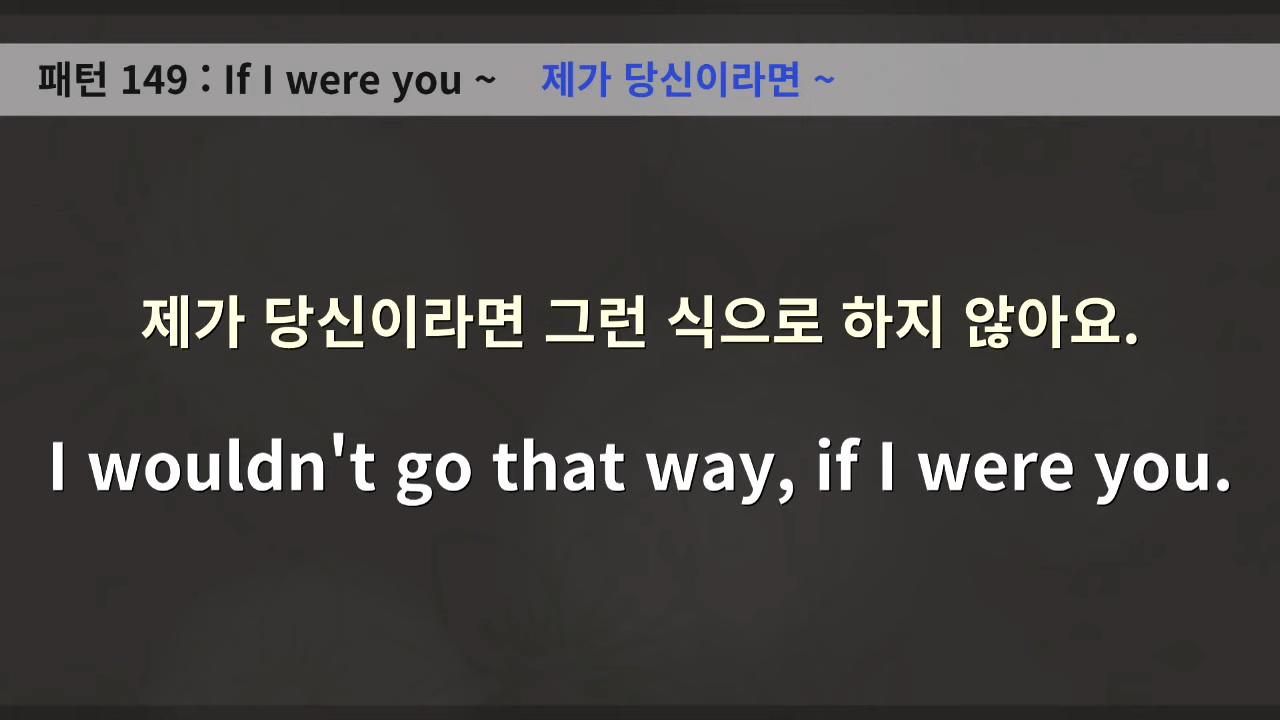 패턴 149 : If I were you ~ 제가 당신이라면 ~
제가 당신이라면 그런 식으로 하지 않아요.
I wouldn't go that way, if I were you.